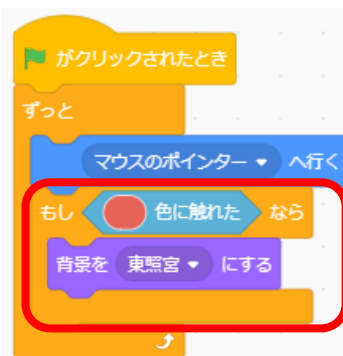 がクリックされたとき
ずっと
マウスのポインター へ行く
もし 色に触れた なら
背景を 東照宮 にする